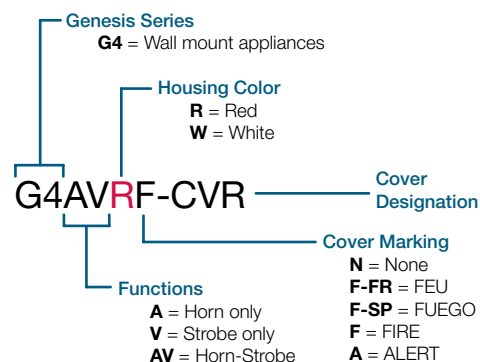 Genesis Series
G4 = Wall mount appliances
Housing Color
R = Red
W = White
G4AVRF-CVR
Cover
Designation
Cover Marking
N = None
F-FR = FEU
F-SP = FUEGO
F = FIRE
A = ALERT
Functions
A = Horn only
V = Strobe only
AV = Horn-Strobe